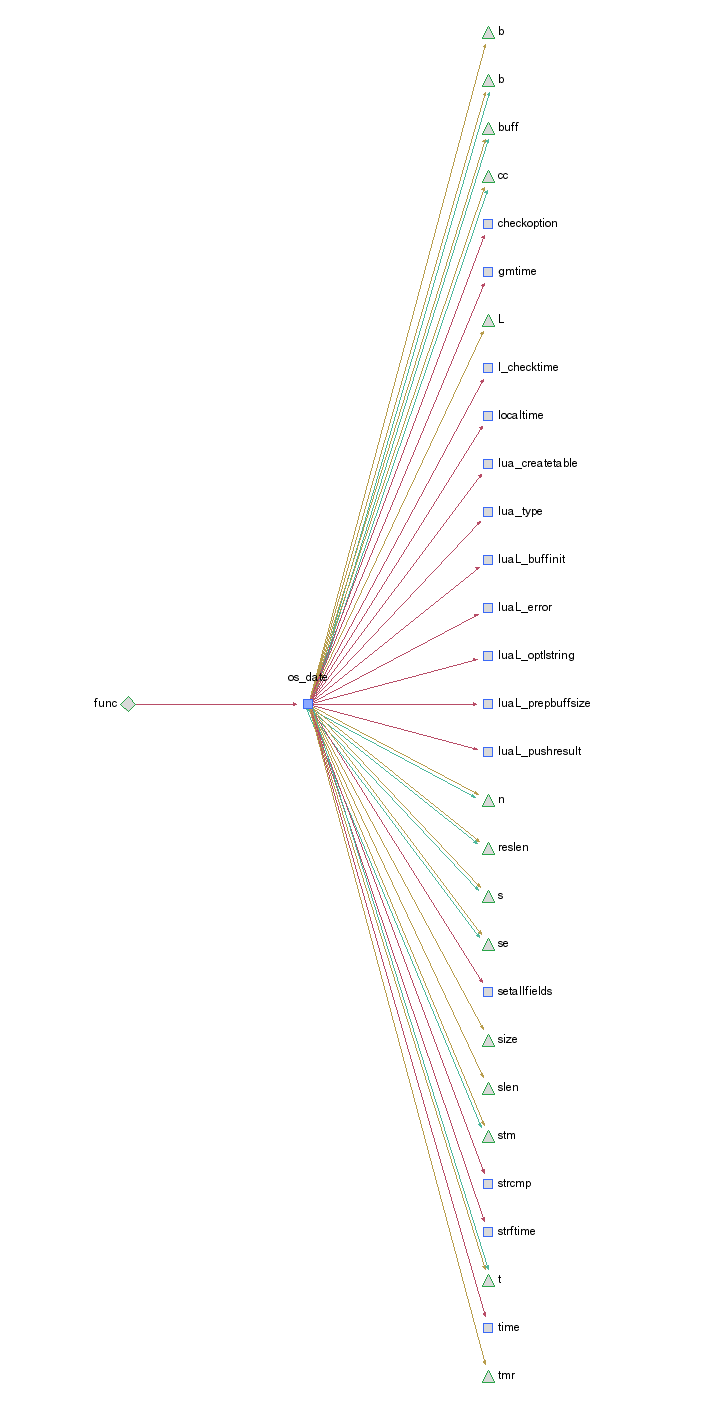 b
b
buff
cc
checkoption
gmtime
L
l_checktime
localtime
lua_createtable
lua_type
luaL_buffinit
luaL_error
luaL_optlstring
os_date
func
luaL_prepbuffsize
luaL_pushresult
n
reslen
s
se
setallfields
size
slen
stm
strcmp
strftime
t
time
tmr